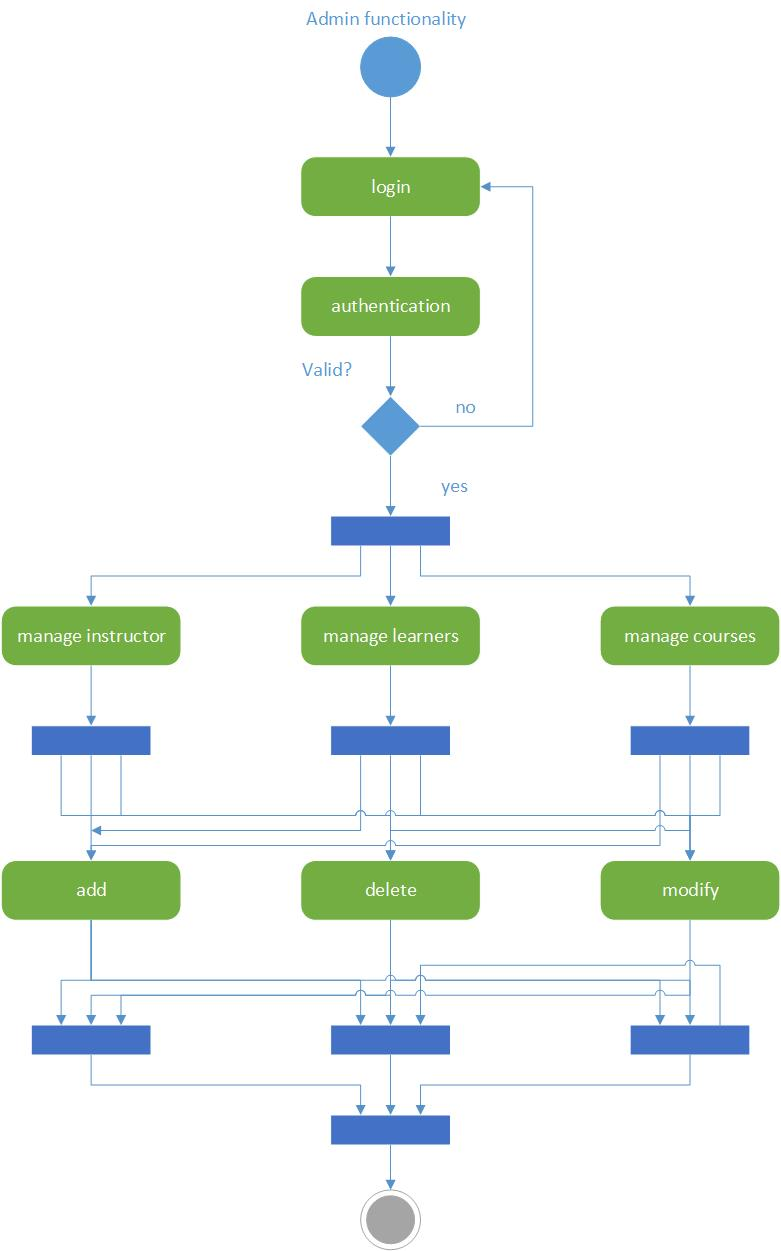 Admin functionality
login
authentication
Valid?
no
yes
manage instructor
manage learners
manage courses
add
delete
modify